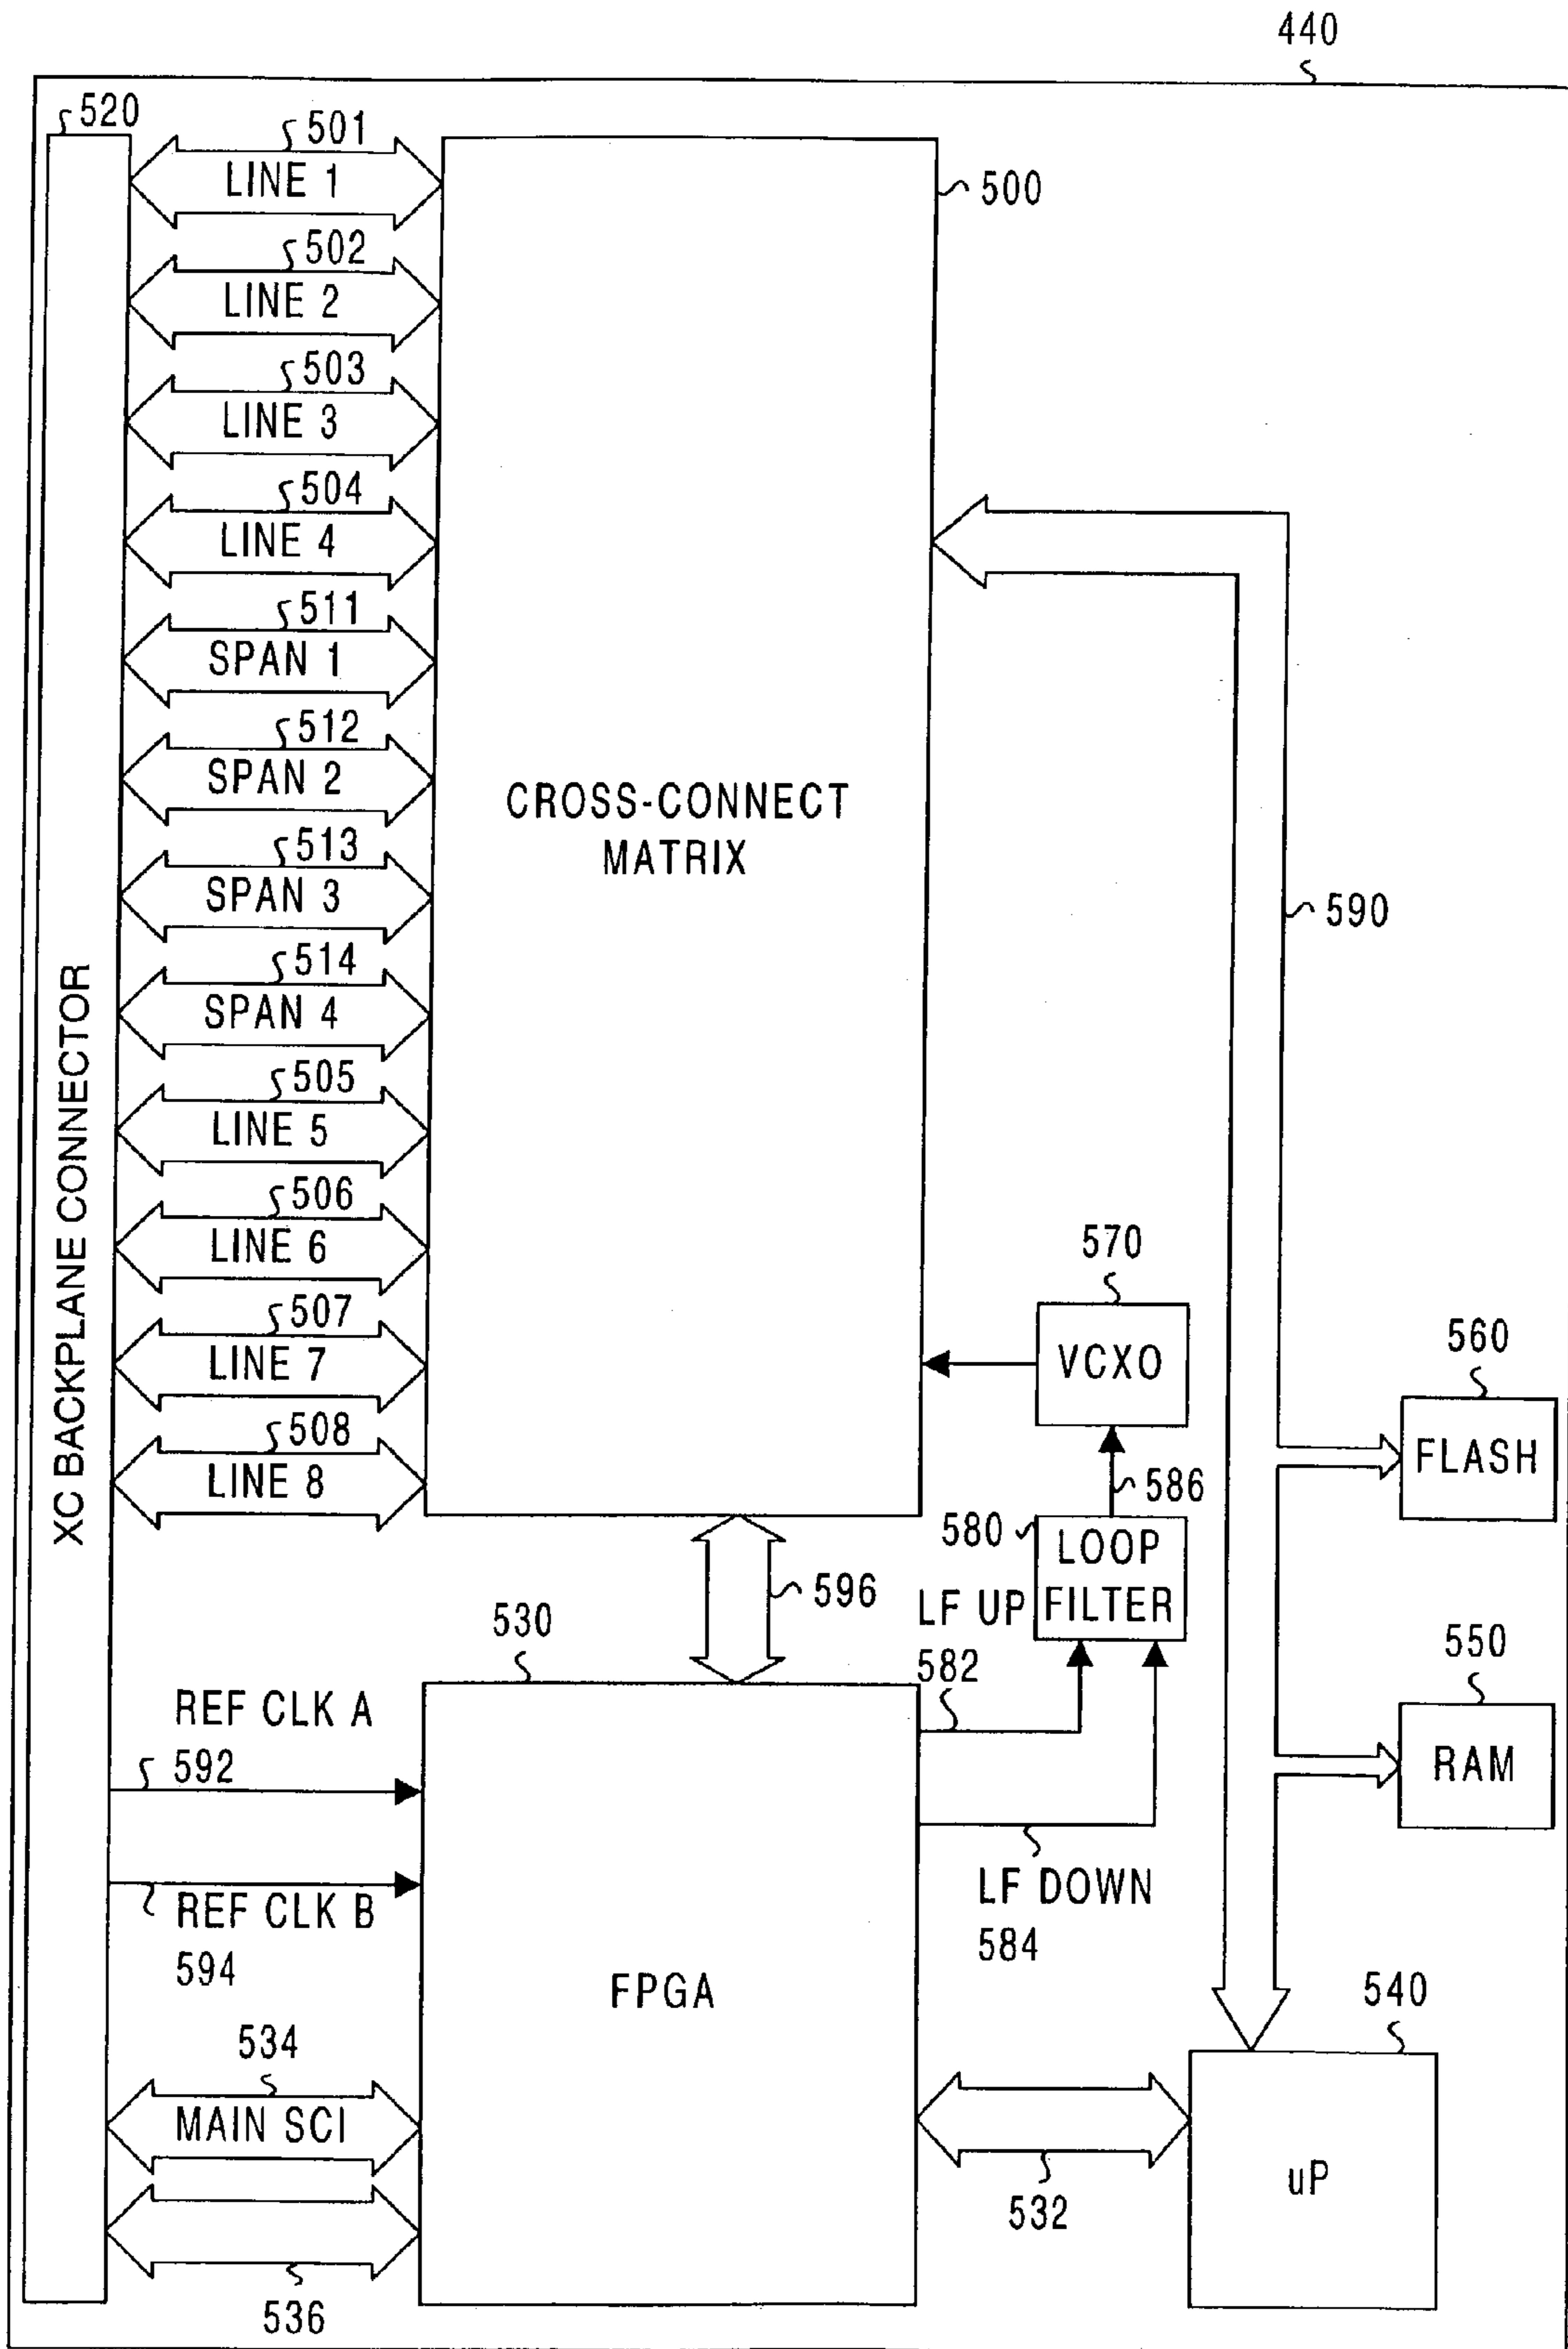 440
520
501
LINE 1
500
502
LINE 2
503
LINE 3
504
LINE 4
511
SPAN 1
512
SPAN 2
CROSS-CONNECT
MATRIX
513
SPAN 3
590
514
SPAN 4
XC BACKPLANE CONNECTOR
505
LINE 5
506
LINE 6
570
VCXO
507
LINE 7
560
FLASH
508
LINE 8
586
580
LOOP
FILTER
596
LF UP
530
582
550
RAM
REF CLK A
592
REF CLK B
594
LF DOWN
584
FPGA
540
534
MAIN SCI
uP
532
536